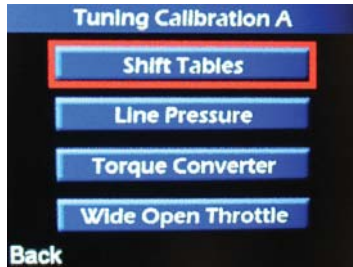 Tuning Calibration A
Shift Tables
Line Pressure
Torque Converter
Wide Open Throttle
Back